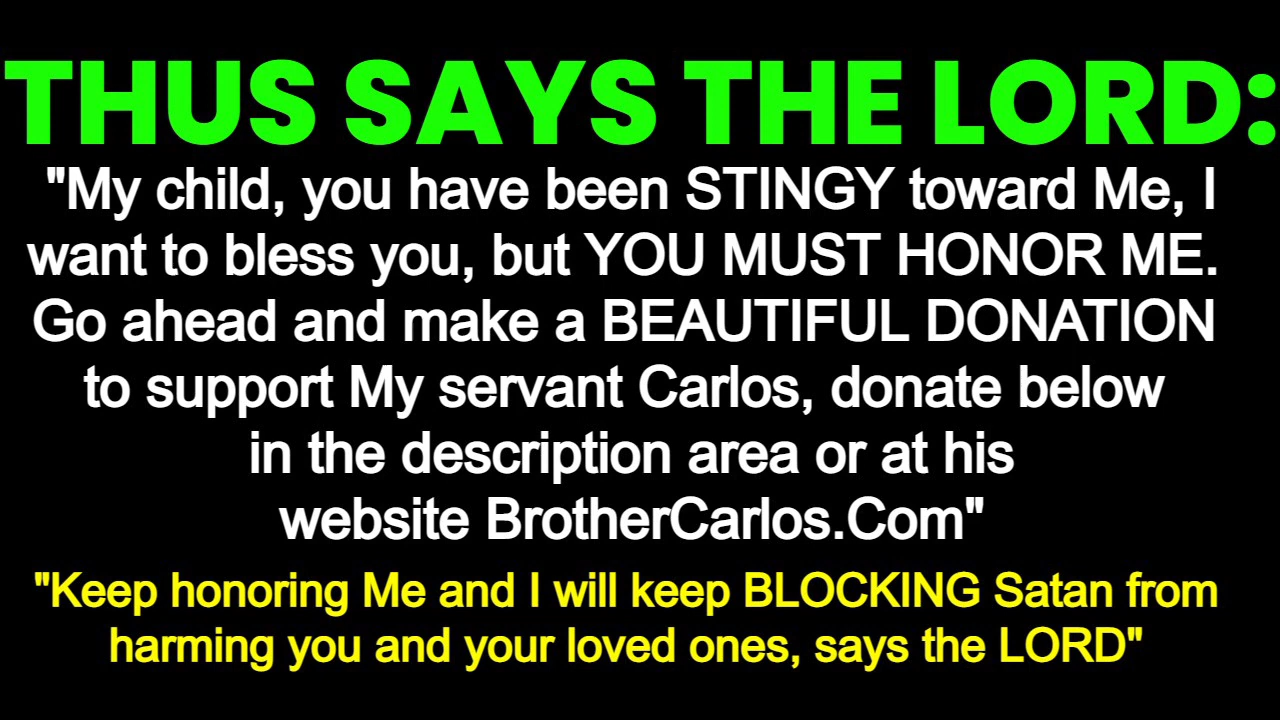 THUS SAYS THE LORD:
"My child, you have been STINGY toward Me, I
want to bless you, but YOU MUST HONOR ME.
Go ahead and make a BEAUTIFUL DONATION
to support My servant Carlos, donate below
in the description area or at his
website BrotherCarlos.Com"
"Keep honoring Me and I will keep BLOCKING Satan from
harming you and your loved ones, says the LORD"